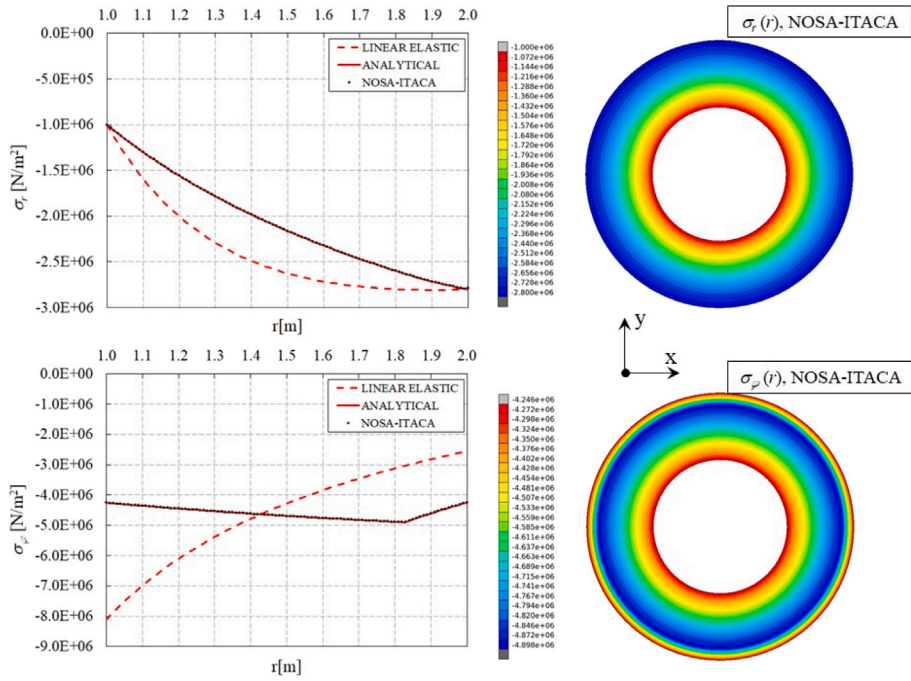 1.0 1.1 1.2 1.3 1.4 1.5 1.6 1.7 1.8 1.9 2.0
0.0E+00
-5.0E+05
-1.0E+06
-1.5E+06
-2.0E+06
-2.5E+06
-3.0E+06
σr [N/m²]
r[m]
LINEAR ELASTIC
ANALYTICAL
NOSA-ITACA
-1.000e+06
-1.072e+06
-1.144e+06
-1.216e+06
-1.288e+06
-1.360e+06
-1.432e+06
-1.504e+06
-1.576e+06
-1.648e+06
-1.720e+06
-1.792e+06
-1.864e+06
-1.936e+06
-2.008e+06
-2.080e+06
-2.152e+06
-2.224e+06
-2.296e+06
-2.368e+06
-2.440e+06
-2.512e+06
-2.584e+06
-2.656e+06
-2.728e+06
-2.800e+06
σr(r), NOSA-ITACA
y
x
1.0 1.1 1.2 1.3 1.4 1.5 1.6 1.7 1.8 1.9 2.0
0.0E+00
-1.0E+06
-2.0E+06
-3.0E+06
-4.0E+06
-5.0E+06
-6.0E+06
-7.0E+06
-8.0E+06
-9.0E+06
σφ [N/m²]
r[m]
LINEAR ELASTIC
ANALYTICAL
NOSA-ITACA
-4.246e+06
-4.272e+06
-4.298e+06
-4.324e+06
-4.350e+06
-4.376e+06
-4.402e+06
-4.428e+06
-4.455e+06
-4.481e+06
-4.507e+06
-4.533e+06
-4.559e+06
-4.585e+06
-4.611e+06
-4.637e+06
-4.663e+06
-4.689e+06
-4.715e+06
-4.741e+06
-4.767e+06
-4.794e+06
-4.820e+06
-4.846e+06
-4.872e+06
-4.898e+06
σφ(r), NOSA-ITACA